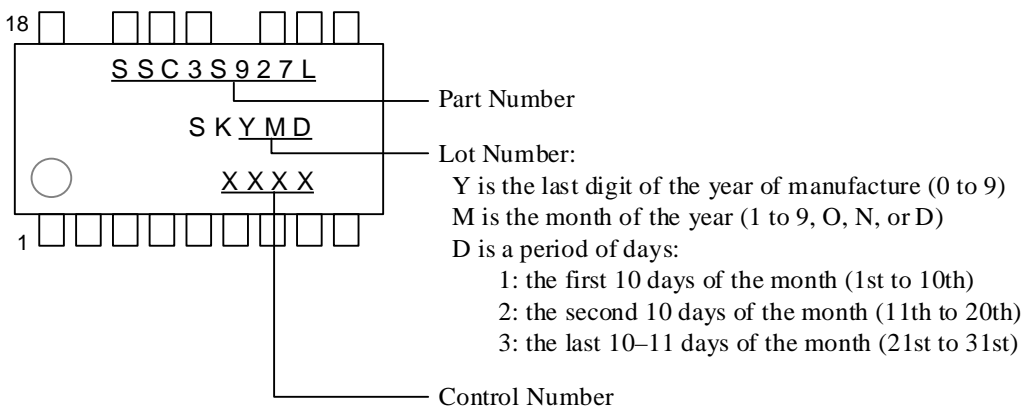 18
SSC3S927L
Part Number
SKYMD
Lot Number:
XXXX
Y is the last digit of the year of manufacture (0 to 9)
M is the month of the year (1 to 9, O, N, or D)
1
D is a period of days:
1: the first 10 days of the month (1st to 10th)
2: the second 10 days of the month (11th to 20th)
3: the last 10–11 days of the month (21st to 31st)
Control Number